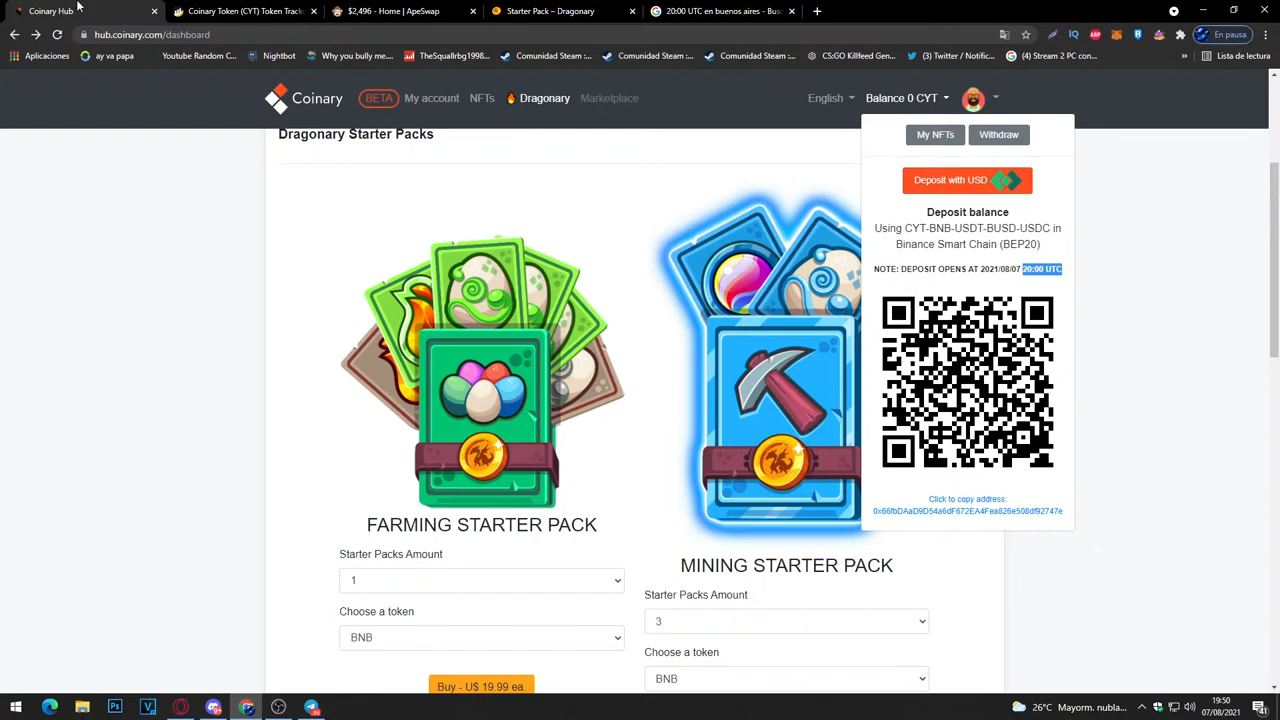 Coinary Hub
Coinary Token (CYT) Token Track
$2,496 - Home | ApeSwap
Starter Pack – Dragonary
20:00 UTC en buenos aires - Bus
hub.coinary.com/dashboard
En pausa
Aplicaciones
ay va papa
Youtube Random C...
Nightbot
Why you bully me? ...
TheSquallrbg1998...
Comunidad Steam :...
Comunidad Steam :...
Comunidad Steam :...
CS:GO Killfeed Gen...
(3) Twitter / Notifi...
(4) Stream 2 PC con...
»
Lista de lectura
Coinary
BETA
My account
NFTs
Dragonary
Marketplace
English
Balance 0 CYT
Dragonary Starter Packs
My NFTs
Withdraw
Deposit with USD
Deposit balance
Using CYT-BNB-USDT-BUSD-USDC in
Binance Smart Chain (BEP20)
NOTE: DEPOSIT OPENS AT 2021/08/07 20:00 UTC
Click to copy address:
0x66fbDAaD9D54a6dF672EA4Fea826e508df92747e
FARMING STARTER PACK
Starter Packs Amount
1
Choose a token
BNB
Buy - U$ 19.99 ea.
MINING STARTER PACK
Starter Packs Amount
3
Choose a token
BNB
26°C Mayorm. nubla...
19:50
07/08/2021